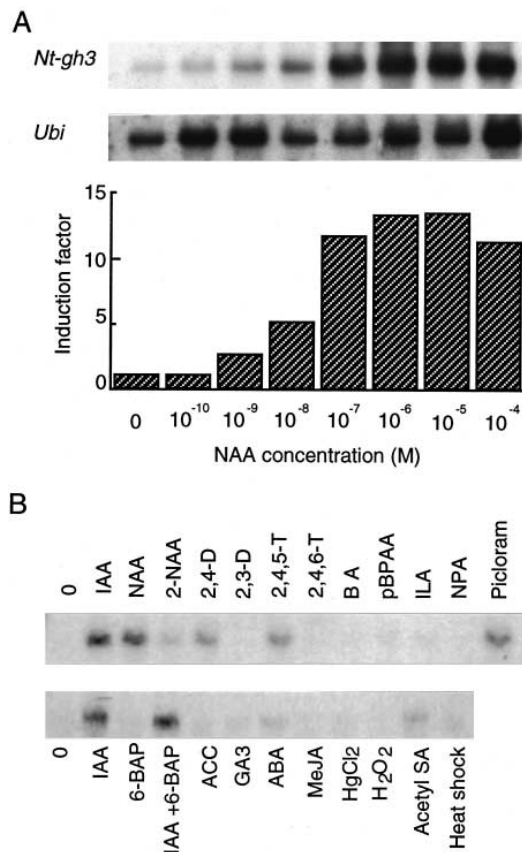 A
Nt-gh3
Ubi
Induction factor
15
10
5
0
0 10⁻¹⁰ 10⁻⁹ 10⁻⁸ 10⁻⁷ 10⁻⁶ 10⁻⁵ 10⁻⁴
NAA concentration (M)
B
0 IAA NAA 2-NAA 2,4-D 2,3-D 2,4,5-T 2,4,6-T B A pBPAA ILA NPA Picloram
0 IAA 6-BAP IAA +6-BAP ACC GA3 ABA MeJA HgCl2 H2O2 Acetyl SA Heat shock